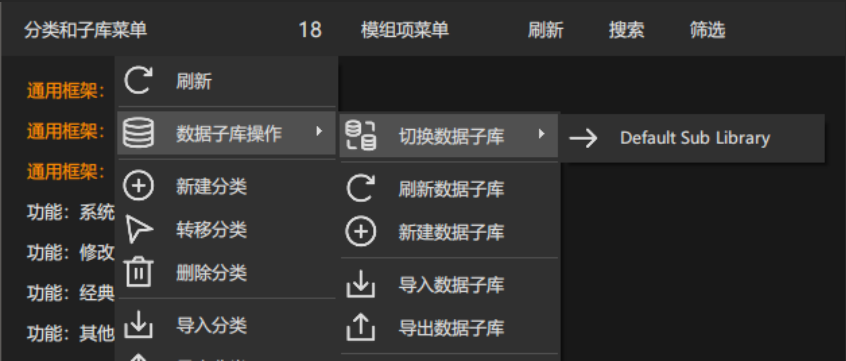 分类和子库菜单 18 模组项菜单 刷新 搜索 筛选
通用框架:
通用框架:
通用框架:
功能: 系统
功能: 修改
功能: 经典
功能: 其他
刷新
数据子库操作
新建分类
转移分类
删除分类
导入分类
切换数据子库
刷新数据子库
新建数据子库
导入数据子库
导出数据子库
Default Sub Library